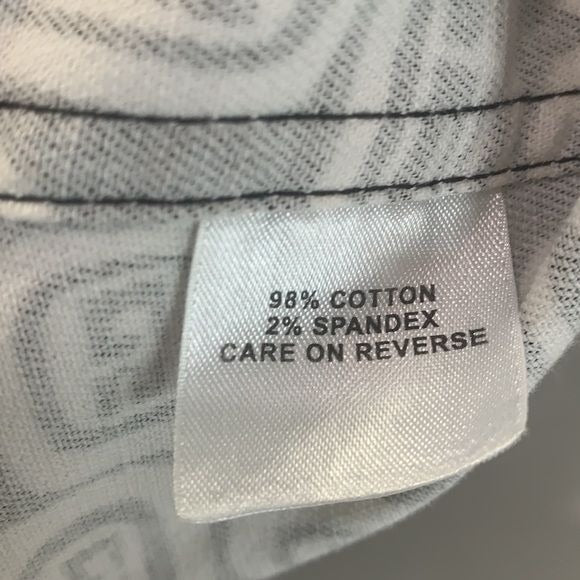 98% COTTON
2% SPANDEX
CARE ON REVERSE